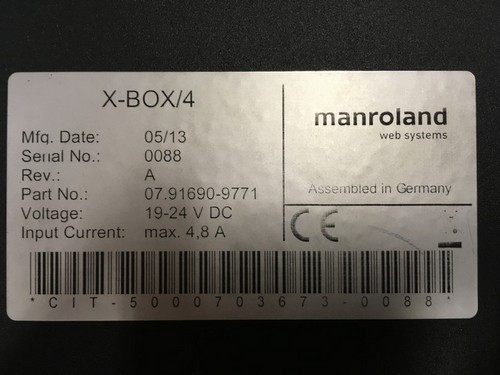 X-BOX/4
Mfq. Date: 05/13
Serial No.: 0088
Rev.: A
Part No.: 07.91690-9771
Voltage: 19-24 V DC
Input Current: max. 4,8 A
manroland
web systems
Assembled in Germany
CE
*CIT-5000703673-0088*